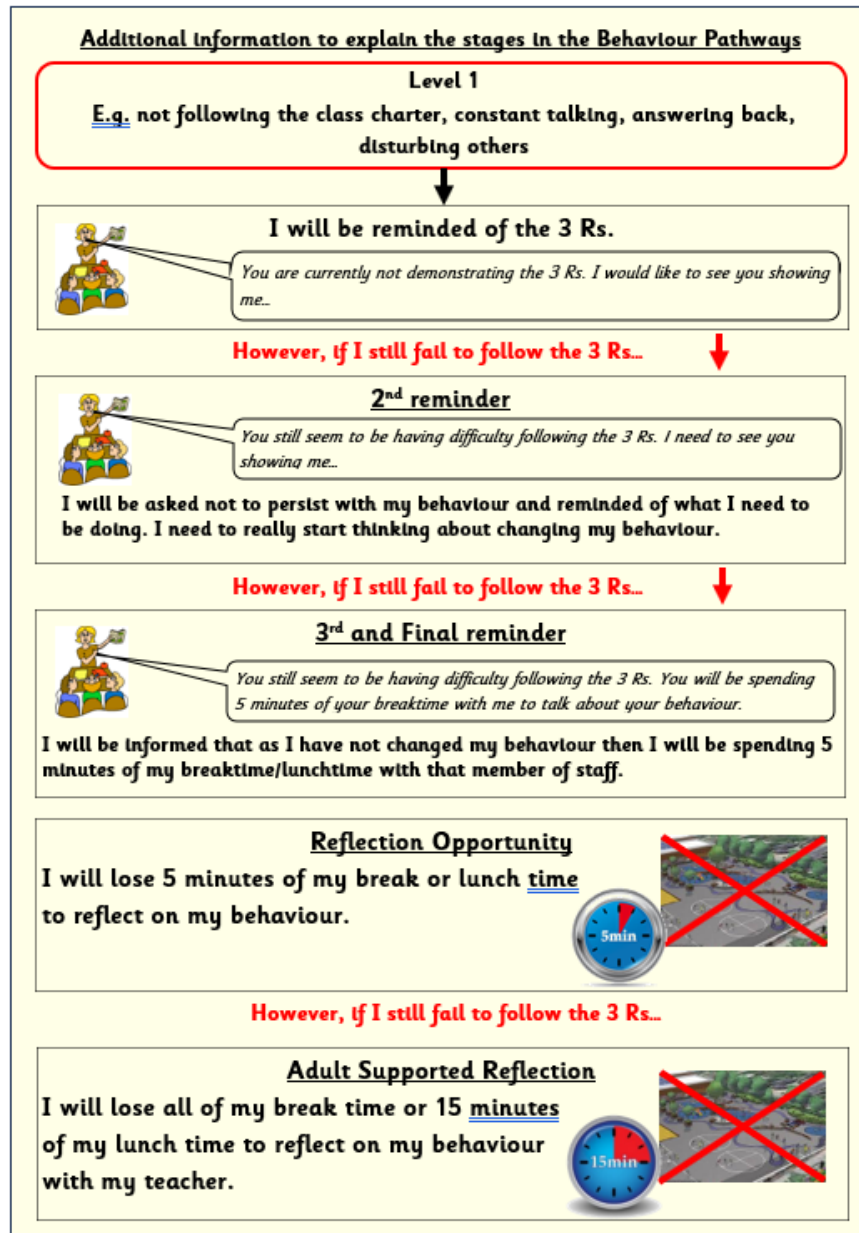 Additional information to explain the stages in the Behaviour Pathways
Level 1
E.g. not following the class charter, constant talking, answering back,
disturbing others
I will be reminded of the 3 Rs.
You are currently not demonstrating the 3 Rs. I would like to see you showing
me...
However, if I still fail to follow the 3 Rs...
2nd reminder
You still seem to be having difficulty following the 3 Rs. I need to see you
showing me...
I will be asked not to persist with my behaviour and reminded of what I need to
be doing. I need to really start thinking about changing my behaviour.
However, if I still fail to follow the 3 Rs...
3rd and Final reminder
You still seem to be having difficulty following the 3 Rs. You will be spending
5 minutes of your breaktime with me to talk about your behaviour.
I will be informed that as I have not changed my behaviour then I will be spending 5
minutes of my breaktime/lunchtime with that member of staff.
Reflection Opportunity
I will lose 5 minutes of my break or lunch time
to reflect on my behaviour.
5min
However, if I still fail to follow the 3 Rs...
Adult Supported Reflection
I will lose all of my break time or 15 minutes
of my lunch time to reflect on my behaviour
with my teacher.
15min